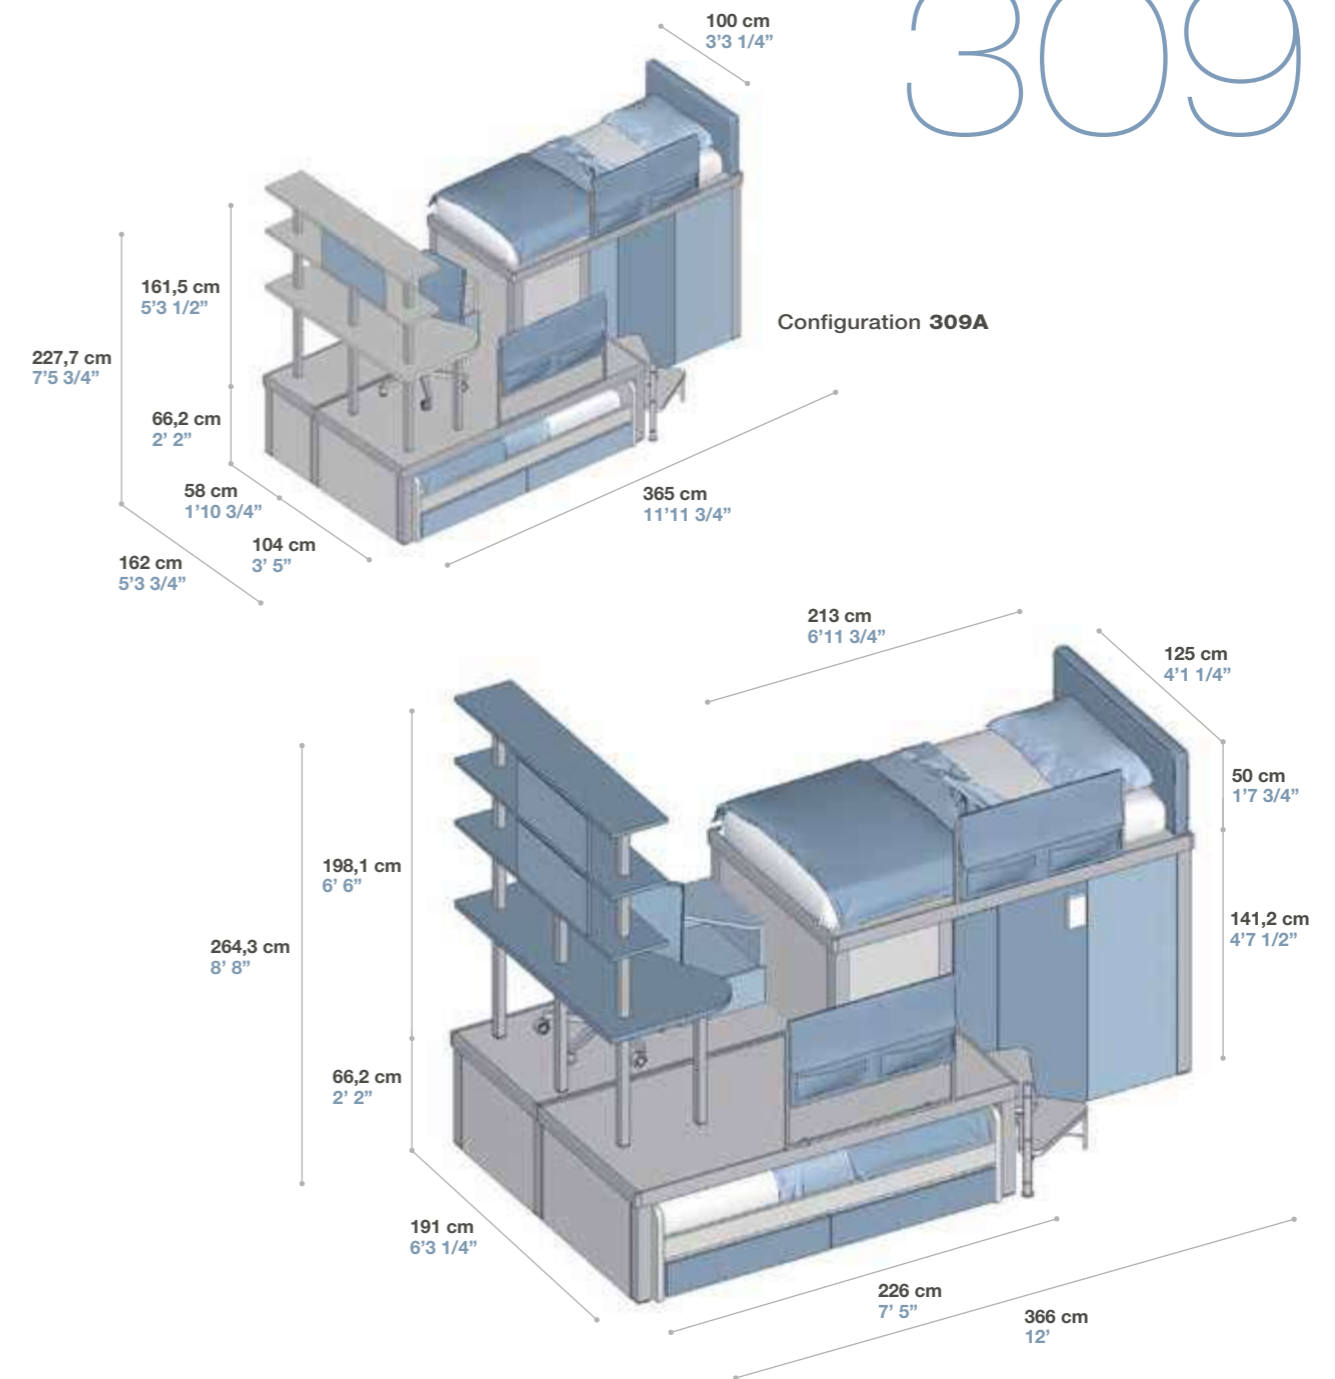 309
100 cm
3’3 1/4”
161,5 cm
5’3 1/2”
227,7 cm
7’5 3/4”
66,2 cm
2’ 2”
58 cm
1’10 3/4”
104 cm
3’ 5”
162 cm
5’3 3/4”
365 cm
11’11 3/4”
Configuration 309A
213 cm
6’11 3/4”
125 cm
4’1 1/4”
50 cm
1’7 3/4”
198,1 cm
6’ 6”
264,3 cm
8’ 8”
141,2 cm
4’7 1/2”
66,2 cm
2’ 2”
191 cm
6’3 1/4”
226 cm
7’ 5”
366 cm
12’